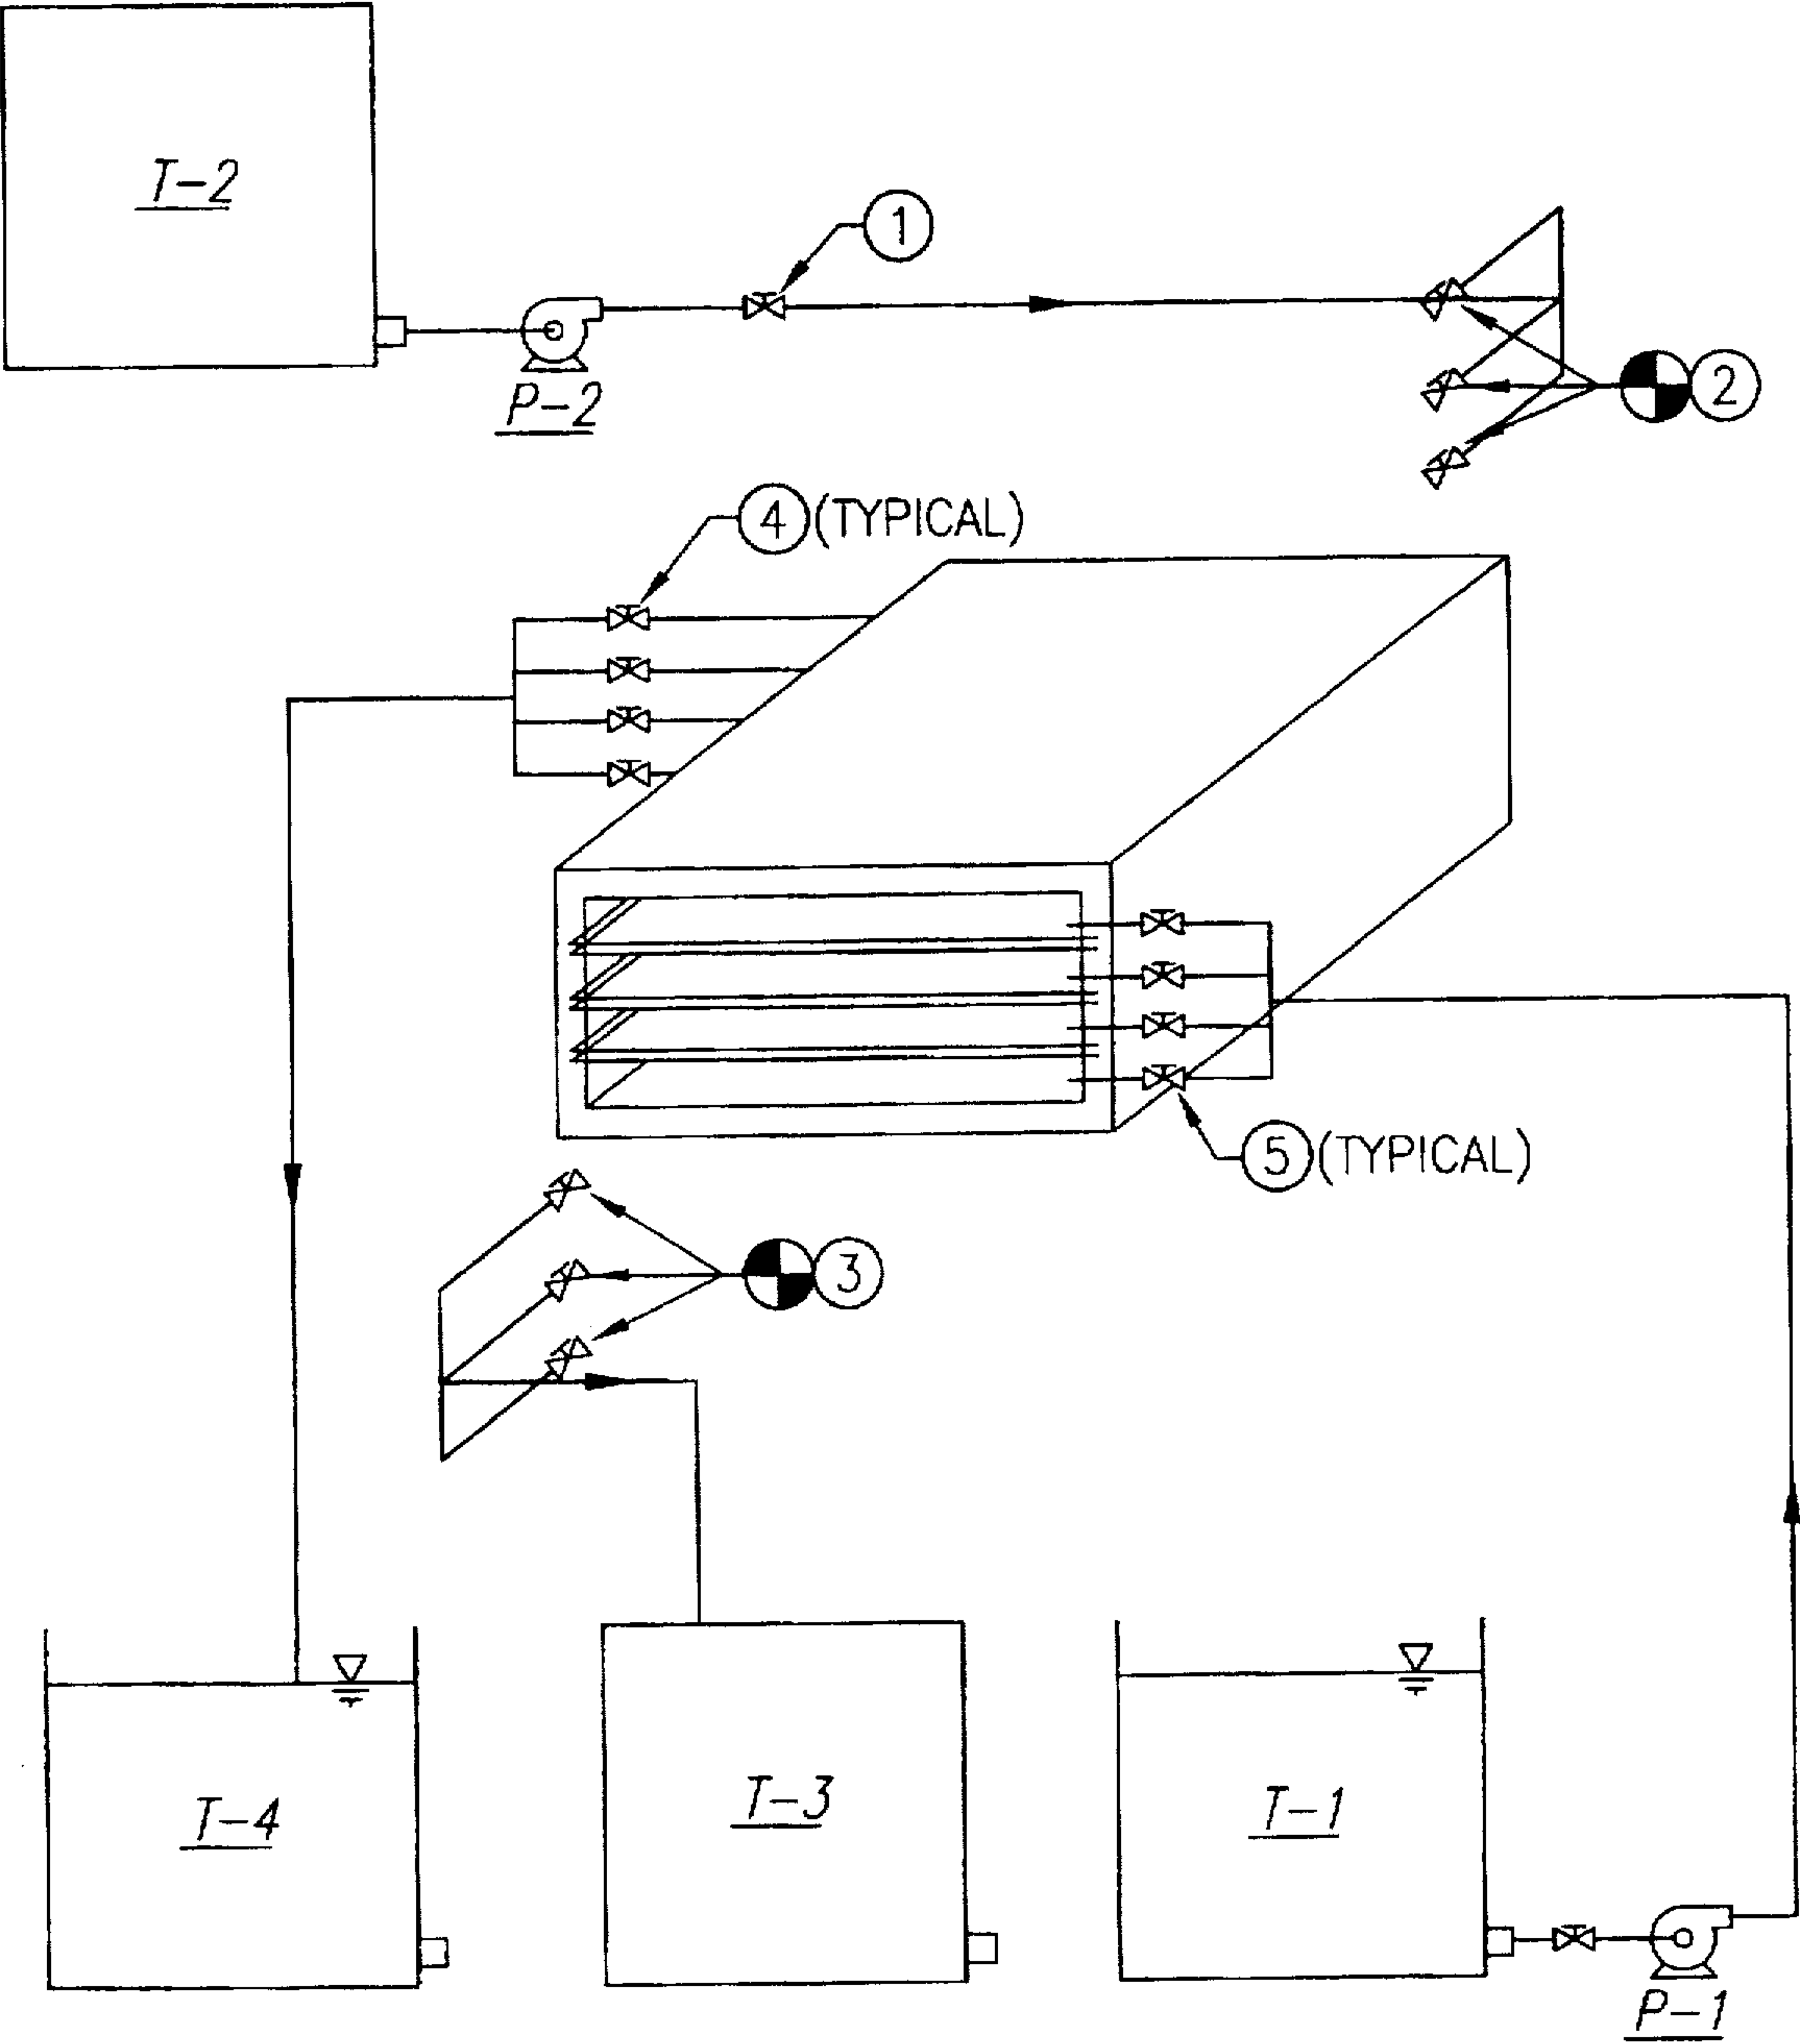 T-2
1
P-2
2
4 (TYPICAL)
5 (TYPICAL)
3
T-4
T-3
T-1
P-1